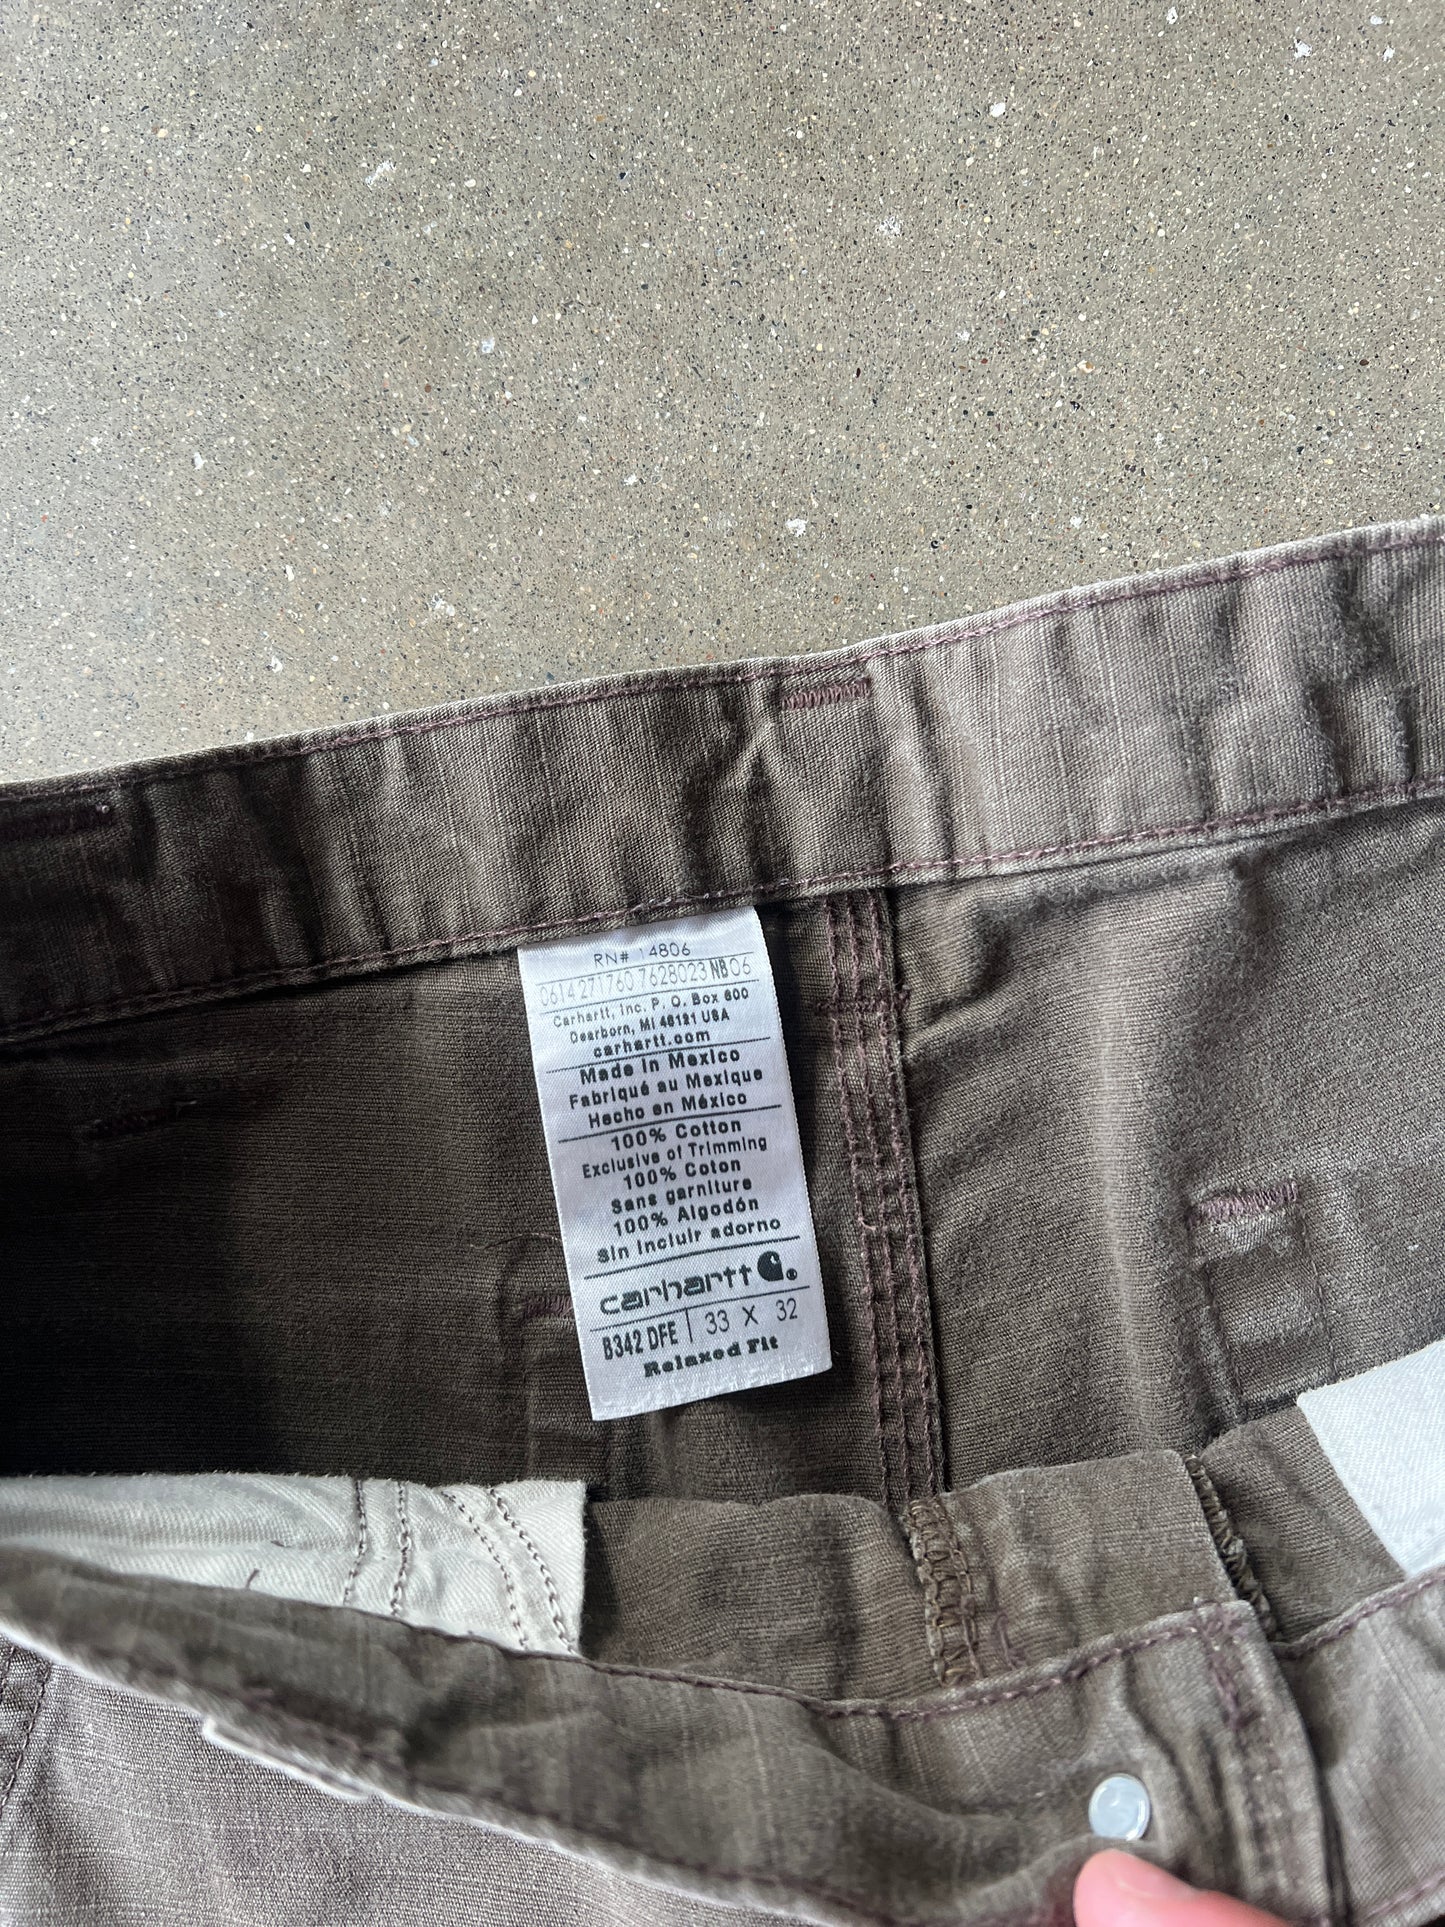 RN# 14806
0614271760 7628023 NB06
Carhartt, Inc. P. O. Box 600
Dearborn, MI 48121 USA
carhartt.com
Made in Mexico
Fabriqué au Mexique
Hecho en México
100% Cotton
Exclusive of Trimming
100% Coton
Sans garniture
100% Algodón
Sin incluir adorno
carhartt ®
B342 DFE | 33 X 32
Relaxed Fit